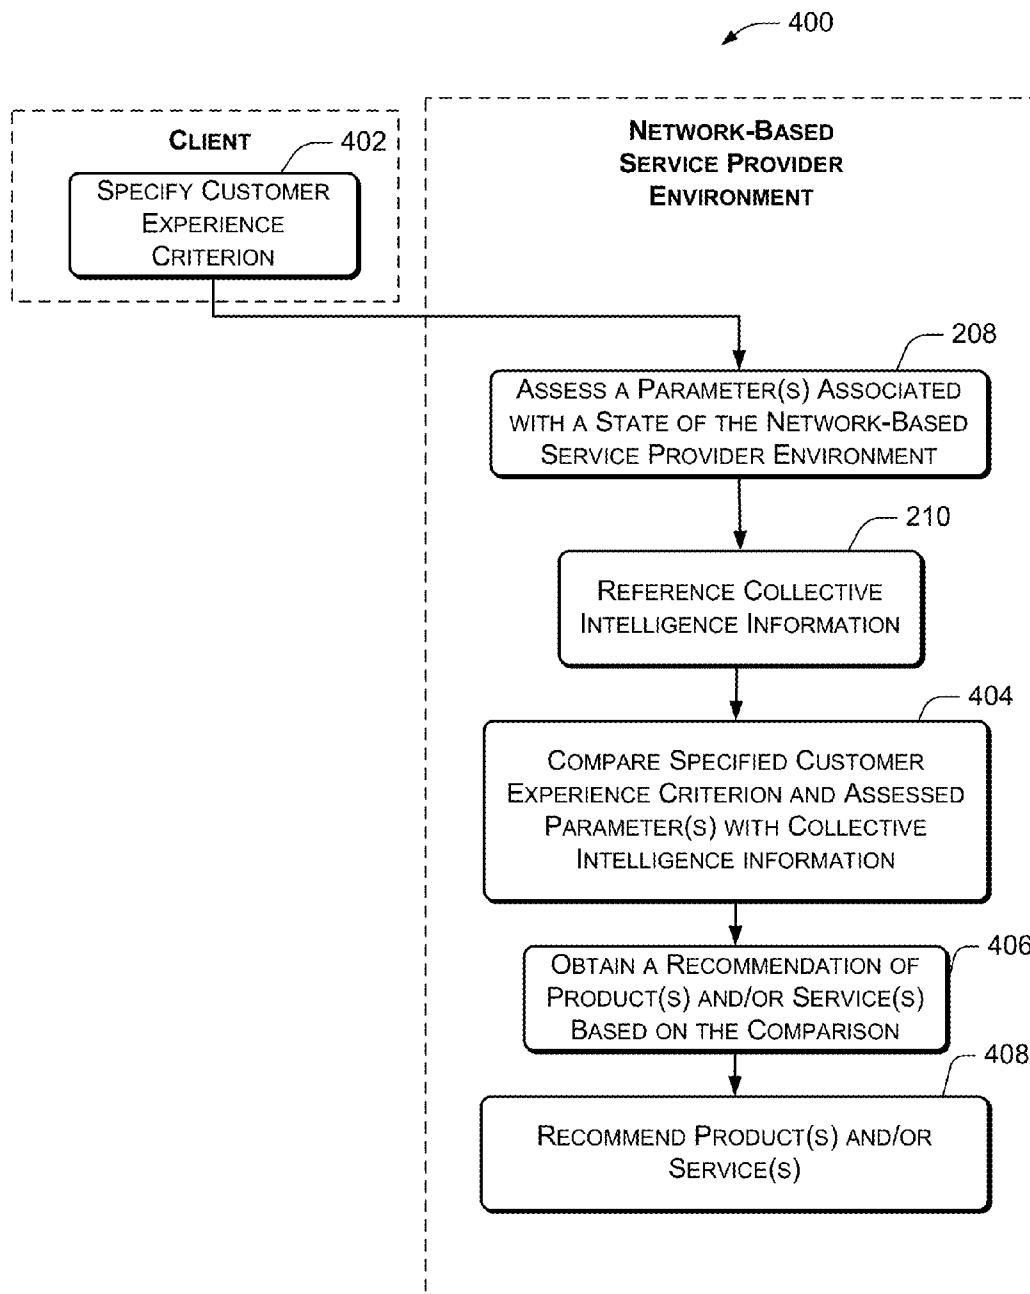 400
CLIENT
402
SPECIFY CUSTOMER
EXPERIENCE
CRITERION
NETWORK-BASED
SERVICE PROVIDER
ENVIRONMENT
208
ASSESS A PARAMETER(S) ASSOCIATED
WITH A STATE OF THE NETWORK-BASED
SERVICE PROVIDER ENVIRONMENT
210
REFERENCE COLLECTIVE
INTELLIGENCE INFORMATION
404
COMPARE SPECIFIED CUSTOMER
EXPERIENCE CRITERION AND ASSESSED
PARAMETER(S) WITH COLLECTIVE
INTELLIGENCE INFORMATION
406
OBTAIN A RECOMMENDATION OF
PRODUCT(S) AND/OR SERVICE(S)
BASED ON THE COMPARISON
408
RECOMMEND PRODUCT(S) AND/OR
SERVICE(S)